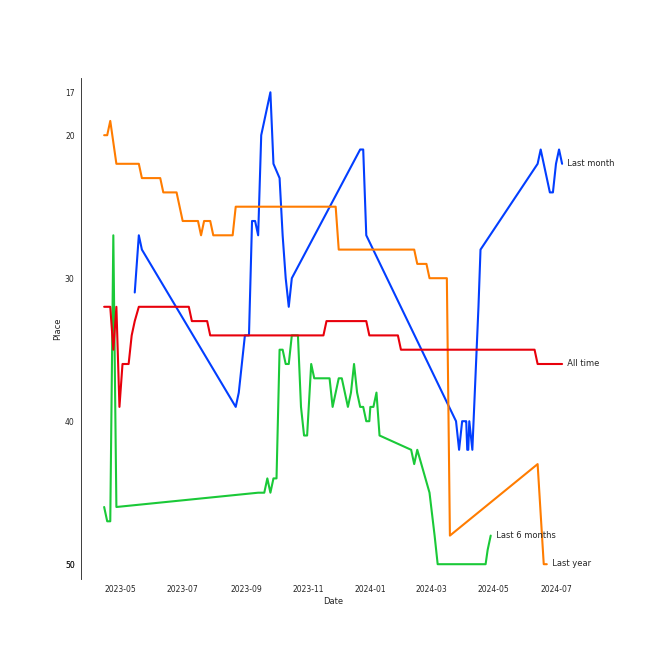 17
20
Last month
30
Place
All time
40
Last 6 months
50
Last year
2023-05 2023-07 2023-09 2023-11 2024-01 2024-03 2024-05 2024-07
Date